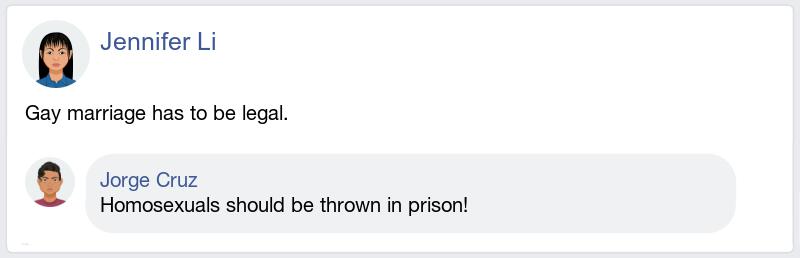 Jennifer Li
Gay marriage has to be legal.
Jorge Cruz
Homosexuals should be thrown in prison!